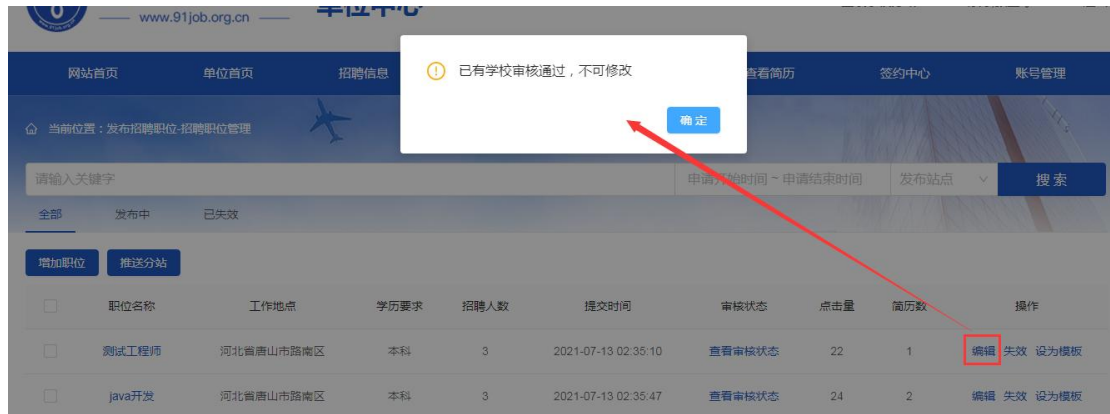 www.91job.org.cn
单位中心
网站首页 单位首页 招聘信息 查看简历 签约中心 账号管理
已有学校审核通过，不可修改
确定
当前位置：发布招聘职位-招聘职位管理
请输入关键字 申请开始时间 ~ 申请结束时间 发布站点 搜索
全部 发布中 已失效
增加职位 推送分站
职位名称 工作地点 学历要求 招聘人数 提交时间 审核状态 点击量 简历数 操作
测试工程师 河北省唐山市路南区 本科 3 2021-07-13 02:35:10 查看审核状态 22 1 编辑 失效 设为模板
java开发 河北省唐山市路南区 本科 3 2021-07-13 02:35:47 查看审核状态 24 2 编辑 失效 设为模板